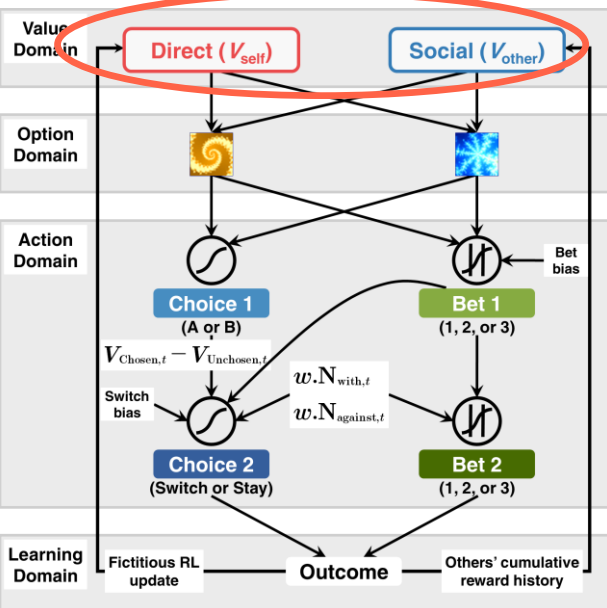 Value
Domain
Direct (Vself)
Social (Vother)
Option
Domain
Action
Domain
Bet
bias
Choice 1
(A or B)
Bet 1
(1, 2, or 3)
VChosen,t − VUnchosen,t
w.Nwith,t
w.Nagainst,t
Switch
bias
Choice 2
(Switch or Stay)
Bet 2
(1, 2, or 3)
Learning
Domain
Fictitious RL
update
Outcome
Others' cumulative
reward history